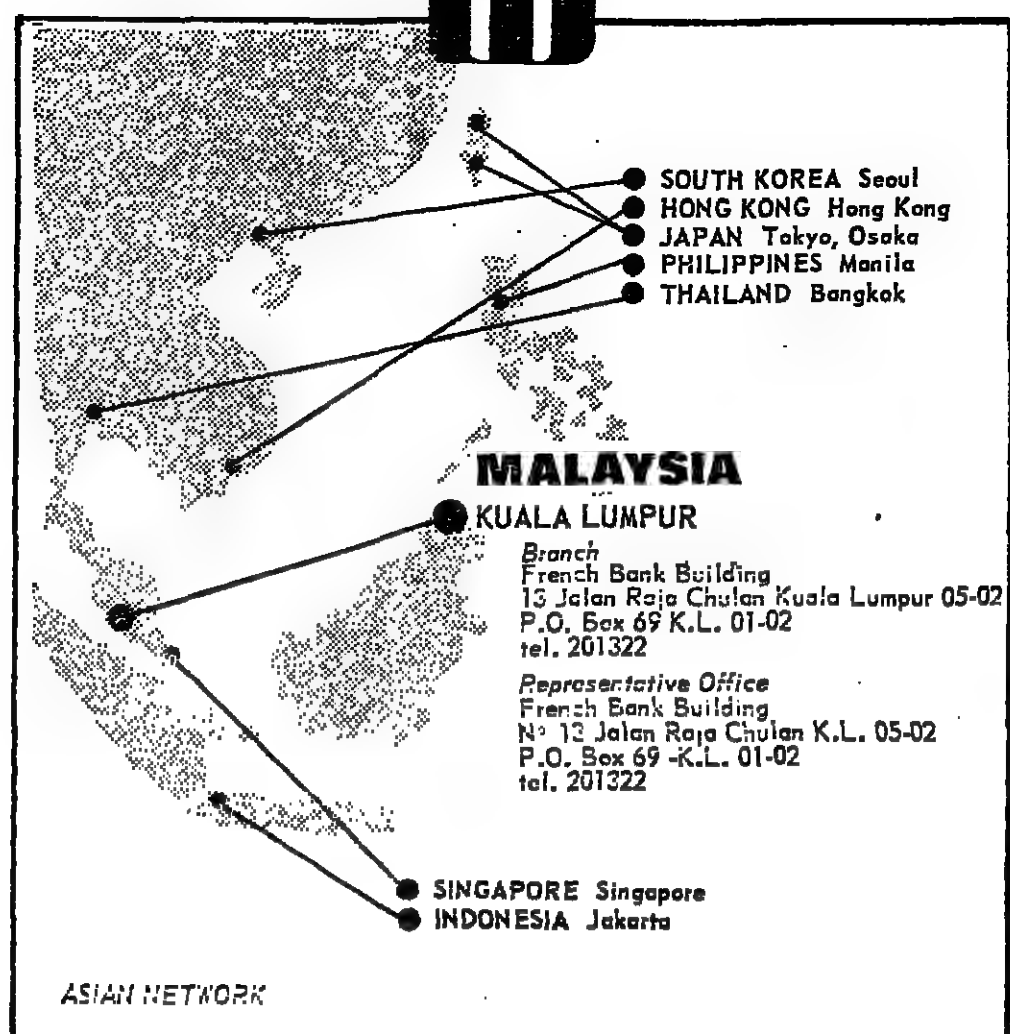 SOUTH KOREA Seoul
HONG KONG Hong Kong
JAPAN Tokyo, Osaka
PHILIPPINES Manila
THAILAND Bangkok
MALAYSIA
KUALA LUMPUR
Branch
French Bank Building
13 Jalan Raja Chulan Kuala Lumpur 05-02
P.O. Box 69 K.L. 01-02
tel. 201322
Representative Office
French Bank Building
N° 13 Jalan Raja Chulan K.L. 05-02
P.O. Box 69 -K.L. 01-02
tel. 201322
SINGAPORE Singapore
INDONESIA Jakarta
ASIAN NETWORK